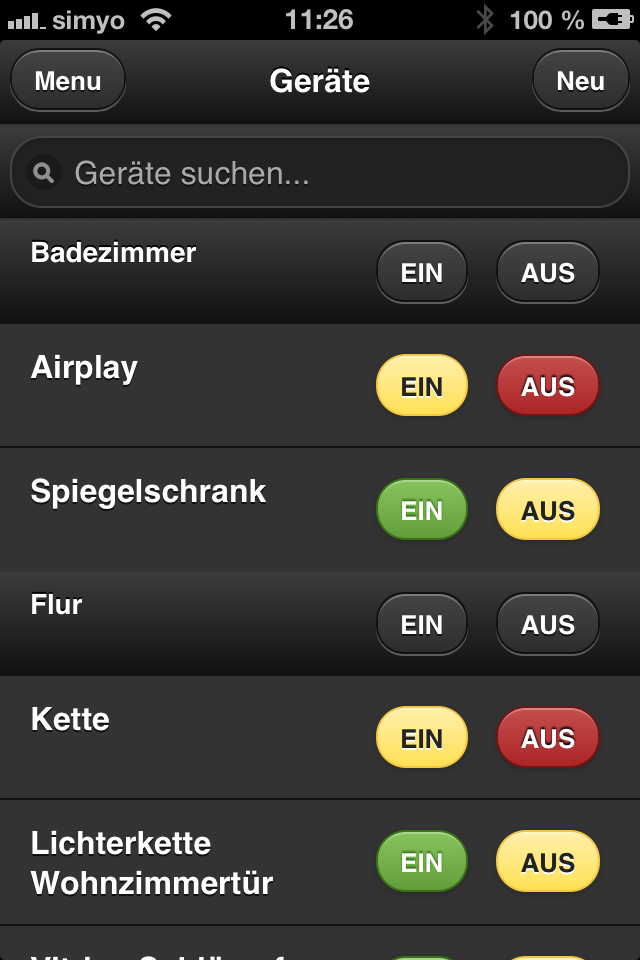 simyo 11:26 100 %
Menu Geräte Neu
Geräte suchen...
Badezimmer EIN AUS
Airplay EIN AUS
Spiegelschrank EIN AUS
Flur EIN AUS
Kette EIN AUS
Lichterkette EIN AUS
Wohnzimmertür